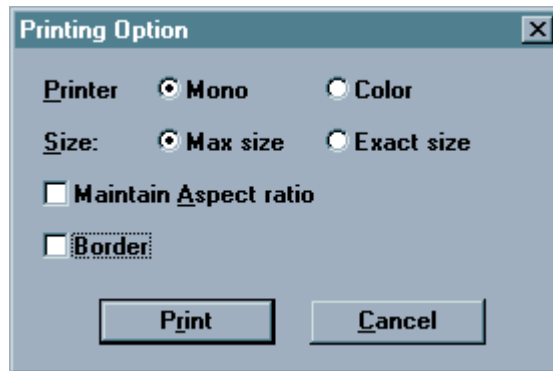 Printing Option
Printer Mono Color
Size: Max size Exact size
Maintain Aspect ratio
Border
Print Cancel